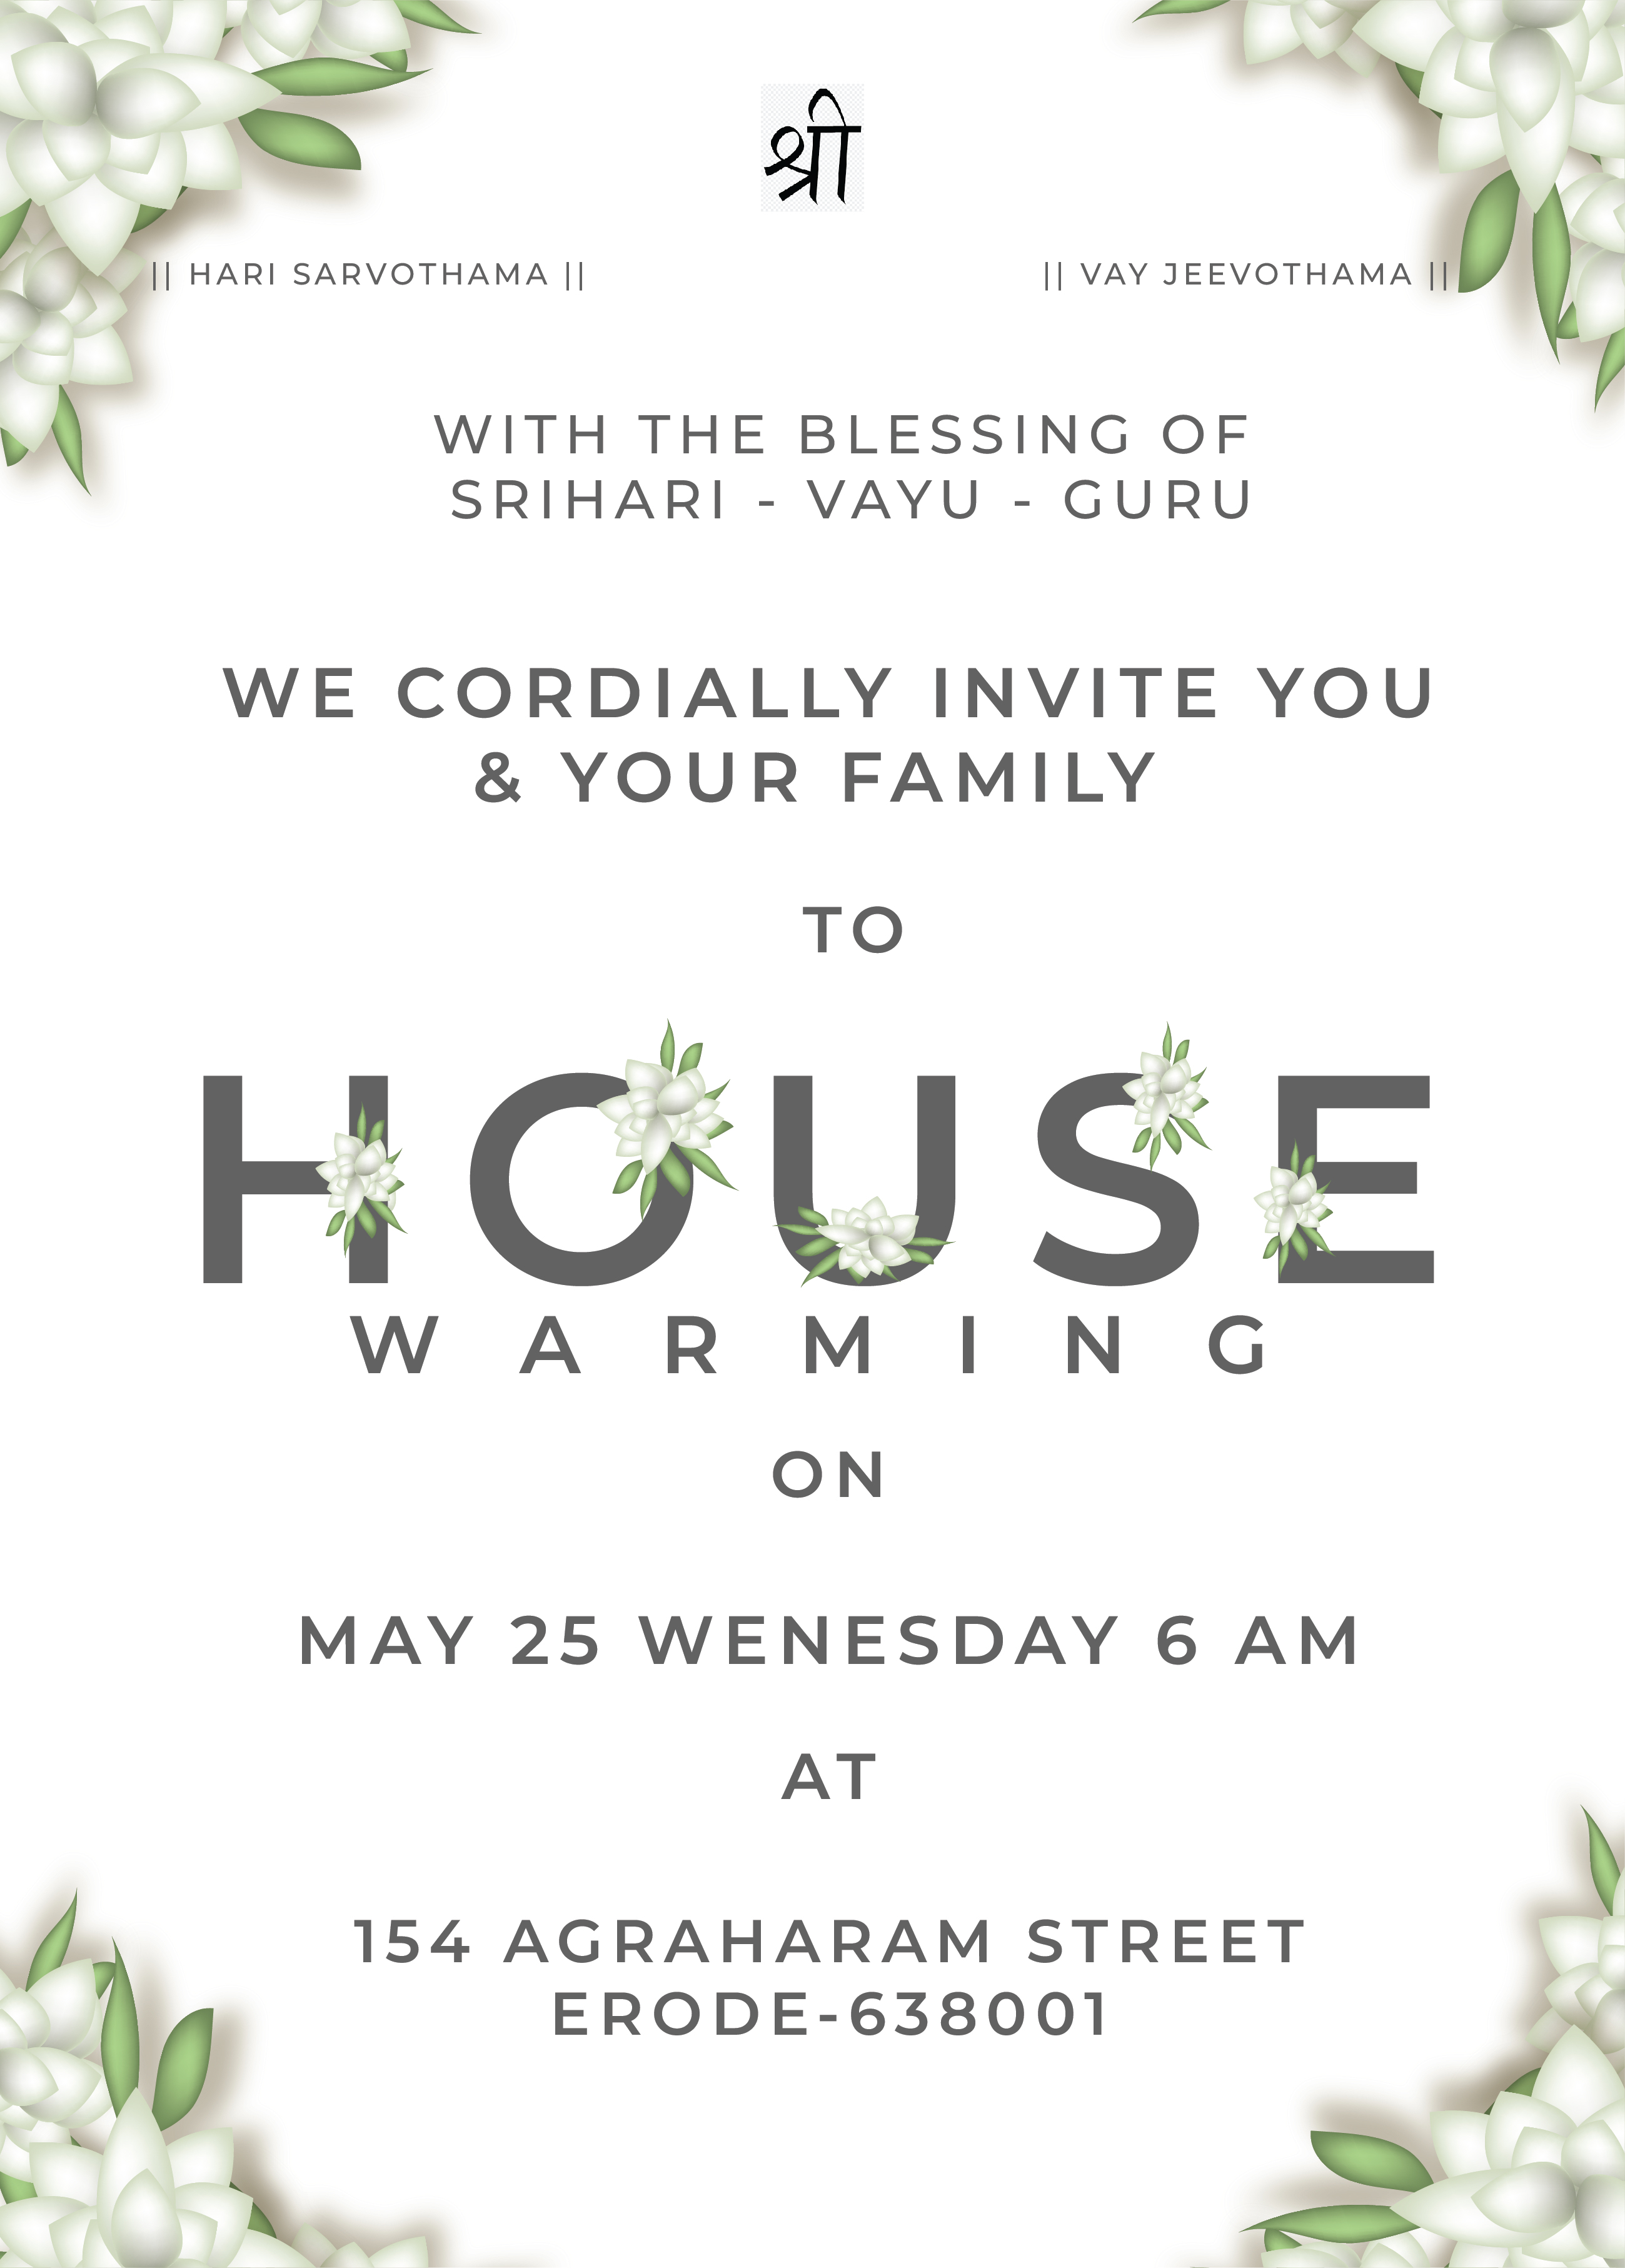 श्री
|| HARI SARVOTHAMA || || VAY JEEVOTHAMA ||
WITH THE BLESSING OF
SRIHARI - VAYU - GURU
WE CORDIALLY INVITE YOU
& YOUR FAMILY
TO
HOUSE
WARMING
ON
MAY 25 WENESDAY 6 AM
AT
154 AGRAHARAM STREET
ERODE-638001